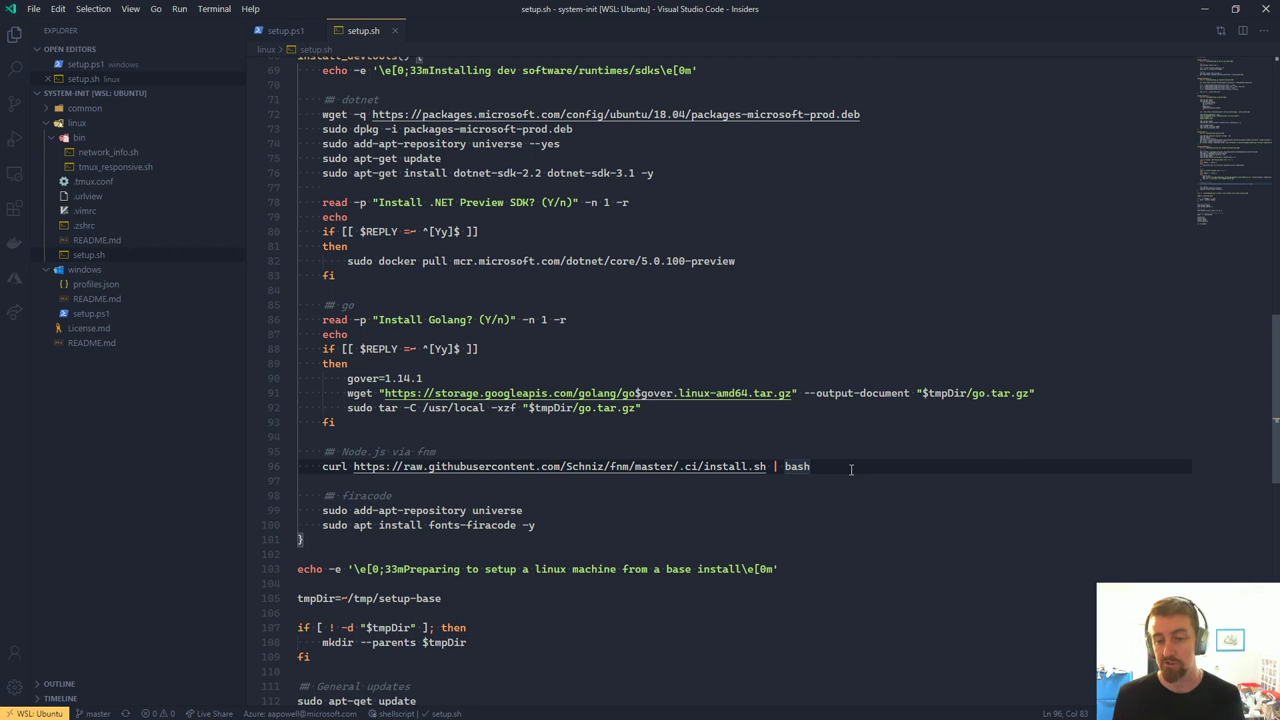 File Edit Selection View Go Run Terminal Help
setup.sh - system-init [WSL: Ubuntu] - Visual Studio Code - Insiders
EXPLORER
OPEN EDITORS
setup.ps1 windows
setup.sh linux
SYSTEM-INIT [WSL: UBUNTU]
common
linux
bin
network_info.sh
tmux_responsive.sh
.tmux.conf
.urlview
.vimrc
.zshrc
README.md
setup.sh
windows
profiles.json
README.md
setup.ps1
License.md
README.md
OUTLINE
TIMELINE
setup.ps1
setup.sh
linux > setup.sh
install_devtools() {
69 echo -e '\e[0;33mInstalling dev software/runtimes/sdks\e[0m'
70
71 ## dotnet
72 wget -q https://packages.microsoft.com/config/ubuntu/18.04/packages-microsoft-prod.deb
73 sudo dpkg -i packages-microsoft-prod.deb
74 sudo add-apt-repository universe --yes
75 sudo apt-get update
76 sudo apt-get install dotnet-sdk-2.2 dotnet-sdk-3.1 -y
77
78 read -p "Install .NET Preview SDK? (Y/n)" -n 1 -r
79 echo
80 if [[ $REPLY =~ ^[Yy]$ ]]
81 then
82 sudo docker pull mcr.microsoft.com/dotnet/core/5.0.100-preview
83 fi
84
85 ## go
86 read -p "Install Golang? (Y/n)" -n 1 -r
87 echo
88 if [[ $REPLY =~ ^[Yy]$ ]]
89 then
90 gover=1.14.1
91 wget "https://storage.googleapis.com/golang/go$gover.linux-amd64.tar.gz" --output-document "$tmpDir/go.tar.gz"
92 sudo tar -C /usr/local -xzf "$tmpDir/go.tar.gz"
93 fi
94
95 ## Node.js via fnm
96 curl https://raw.githubusercontent.com/Schniz/fnm/master/.ci/install.sh | bash
97
98 ## firacode
99 sudo add-apt-repository universe
100 sudo apt install fonts-firacode -y
101 }
102
103 echo -e '\e[0;33mPreparing to setup a linux machine from a base install\e[0m'
104
105 tmpDir=~/tmp/setup-base
106
107 if [ ! -d "$tmpDir" ]; then
108 mkdir --parents $tmpDir
109 fi
110
111 ## General updates
112 sudo apt-get update
WSL: Ubuntu master 0 0 Live Share Azure: aapowell@microsoft.com shellscript setup.sh Ln 96, Col 83